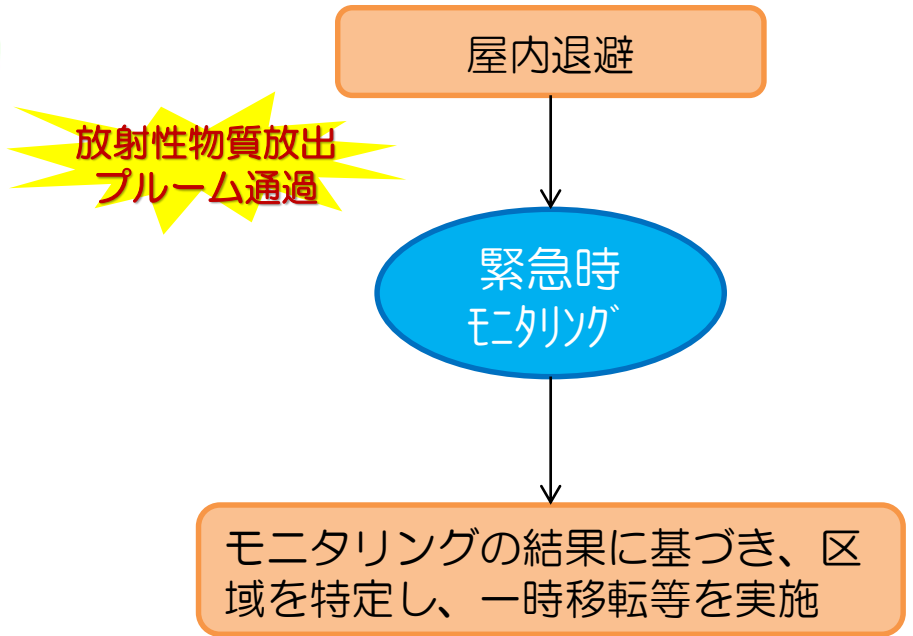 屋内退避
放射性物質放出
プルーム通過
緊急時
ﾓﾆﾀﾘﾝｸﾞ
モニタリングの結果に基づき、区
域を特定し、一時移転等を実施